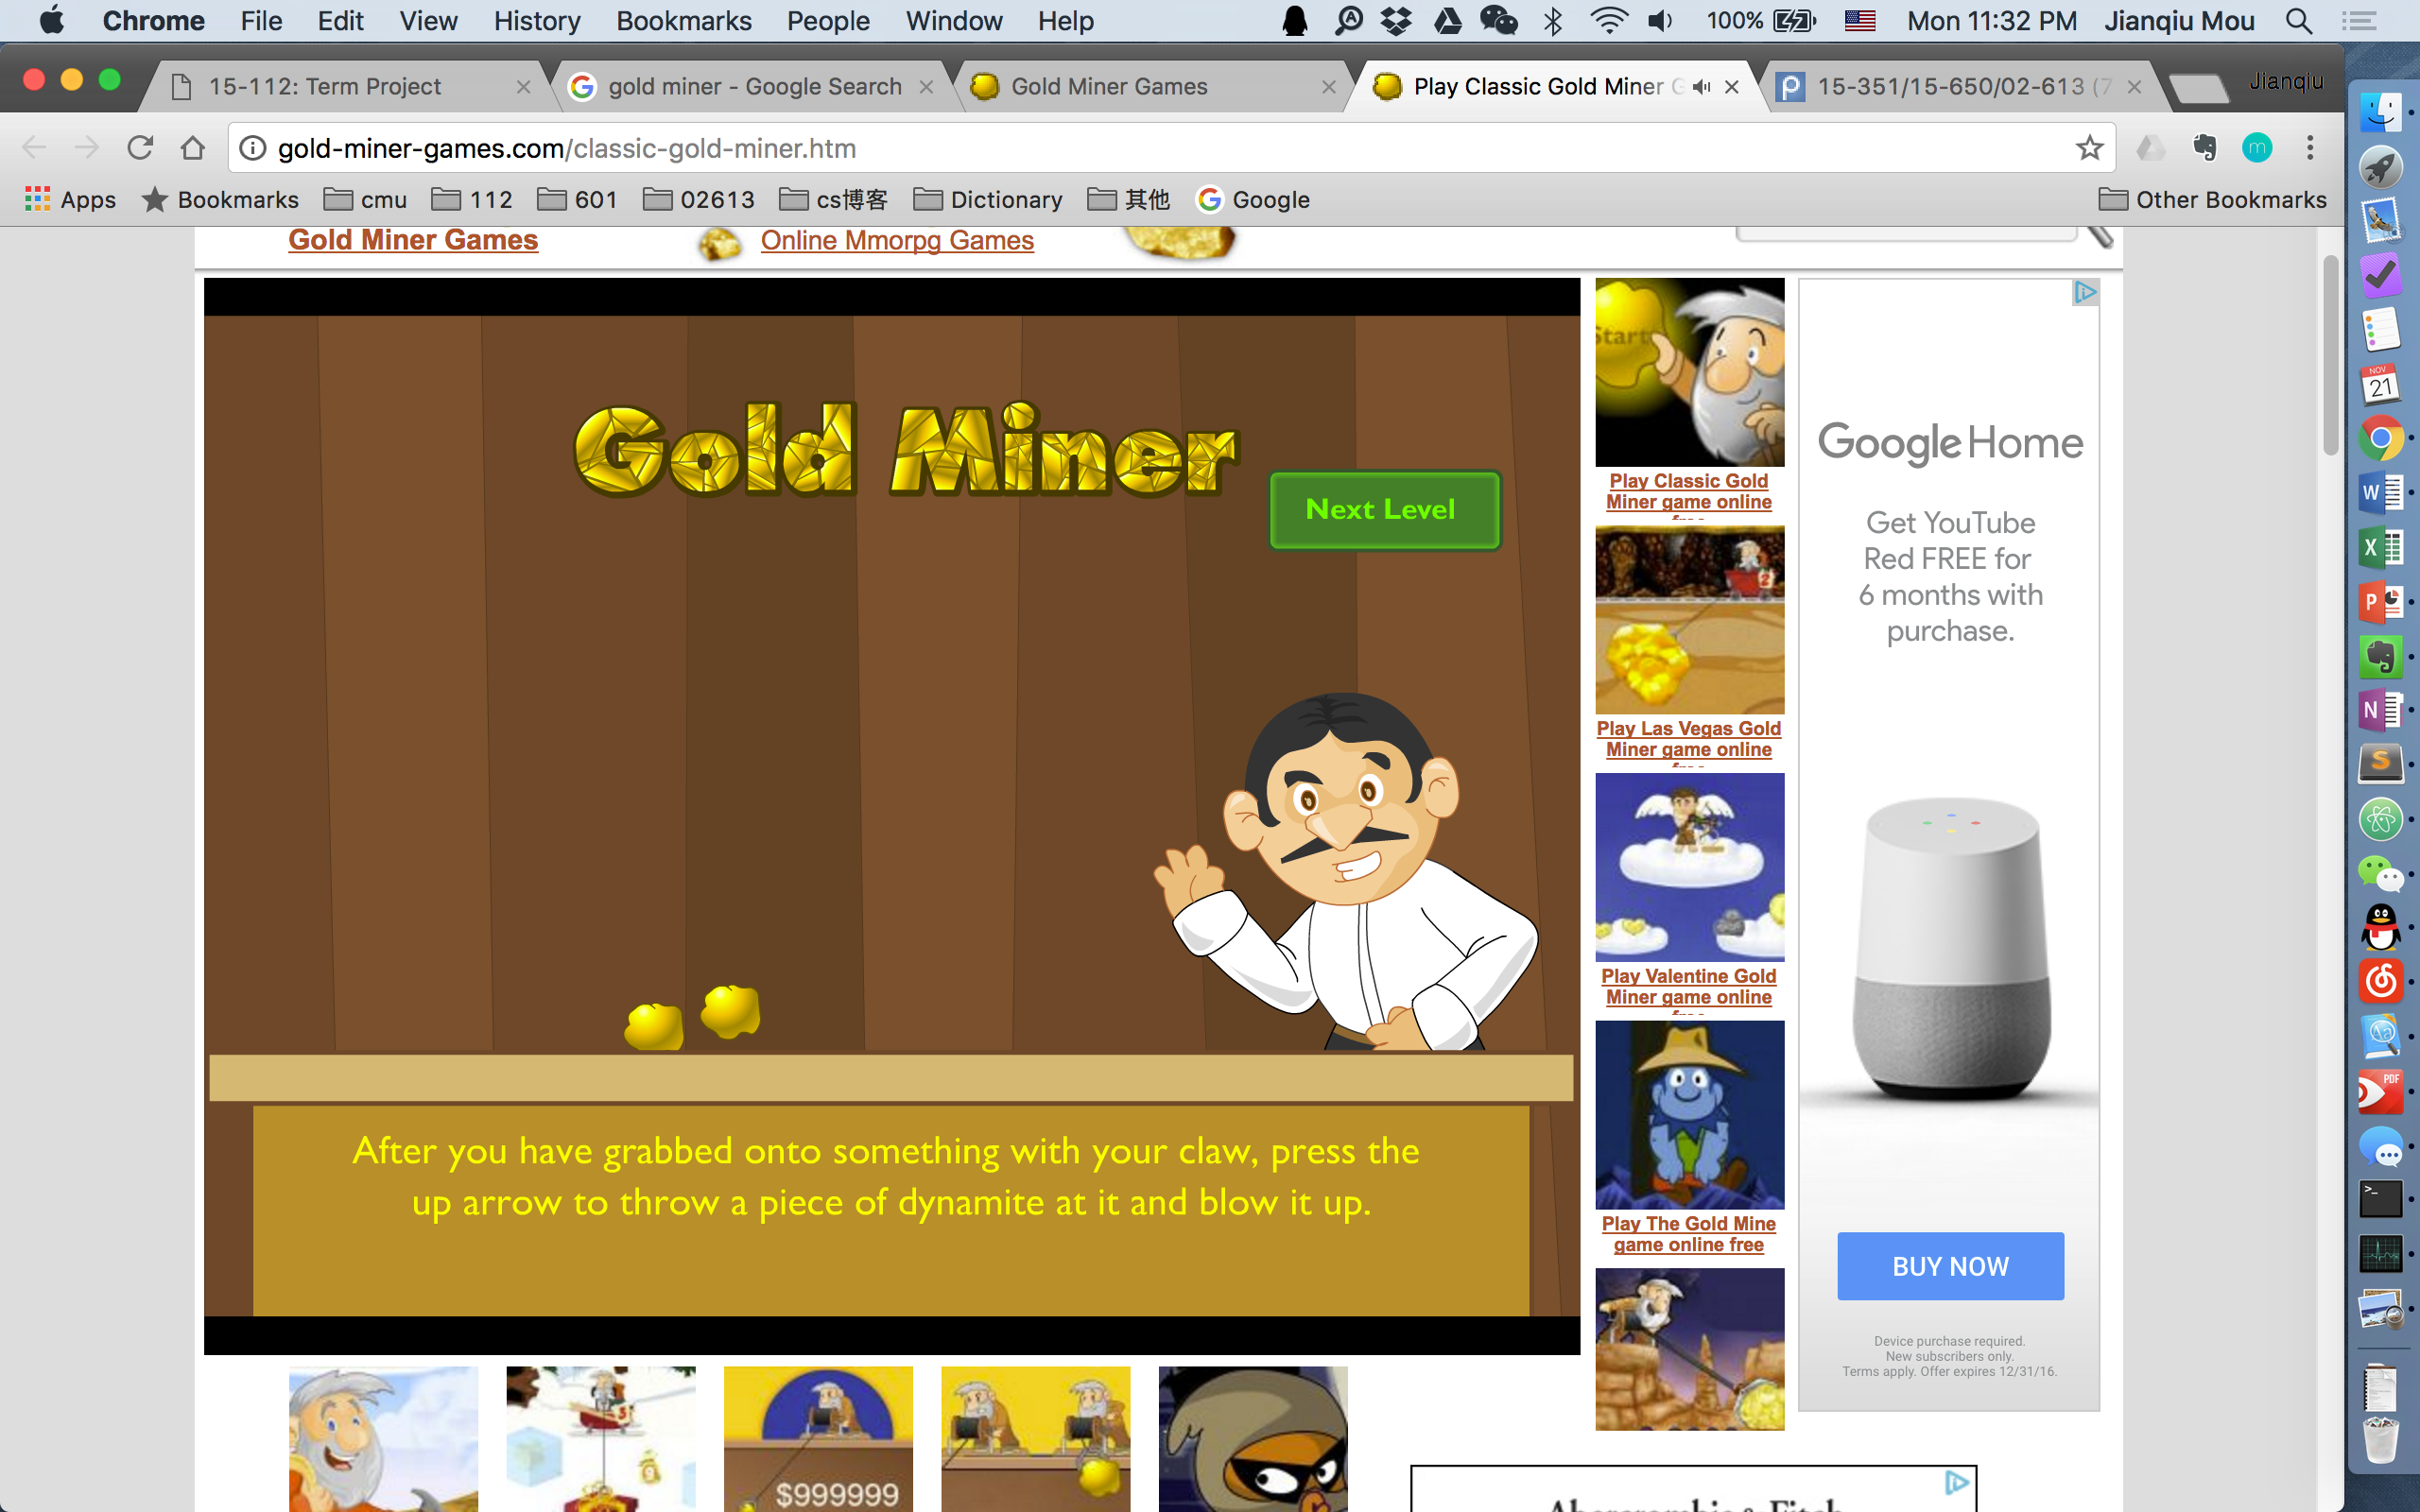 Chrome File Edit View History Bookmarks People Window Help 100% Mon 11:32 PM Jianqiu Mou
15-112: Term Project
gold miner - Google Search
Gold Miner Games
Play Classic Gold Miner G
15-351/15-650/02-613 (7
Jianqiu
gold-miner-games.com/classic-gold-miner.htm
Apps Bookmarks cmu 112 601 02613 cs博客 Dictionary 其他 Google Other Bookmarks
Gold Miner Games
Online Mmorpg Games
Gold Miner
Next Level
After you have grabbed onto something with your claw, press the
up arrow to throw a piece of dynamite at it and blow it up.
$999999
Start
Play Classic Gold
Miner game online
Play Las Vegas Gold
Miner game online
Play Valentine Gold
Miner game online
Play The Gold Mine
game online free
Google Home
Get YouTube
Red FREE for
6 months with
purchase.
BUY NOW
Device purchase required.
New subscribers only.
Terms apply. Offer expires 12/31/16.
NOV
21
PDF